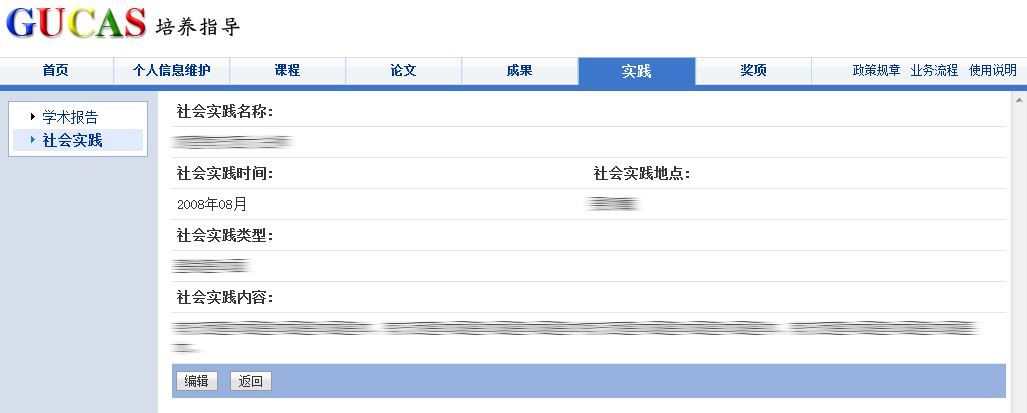 GUCAS 培养指导
首页 个人信息维护 课程 论文 成果 实践 奖项 政策规章 业务流程 使用说明
学术报告
社会实践
社会实践名称：
社会实践时间： 社会实践地点：
2008年08月
社会实践类型：
社会实践内容：
编辑 返回